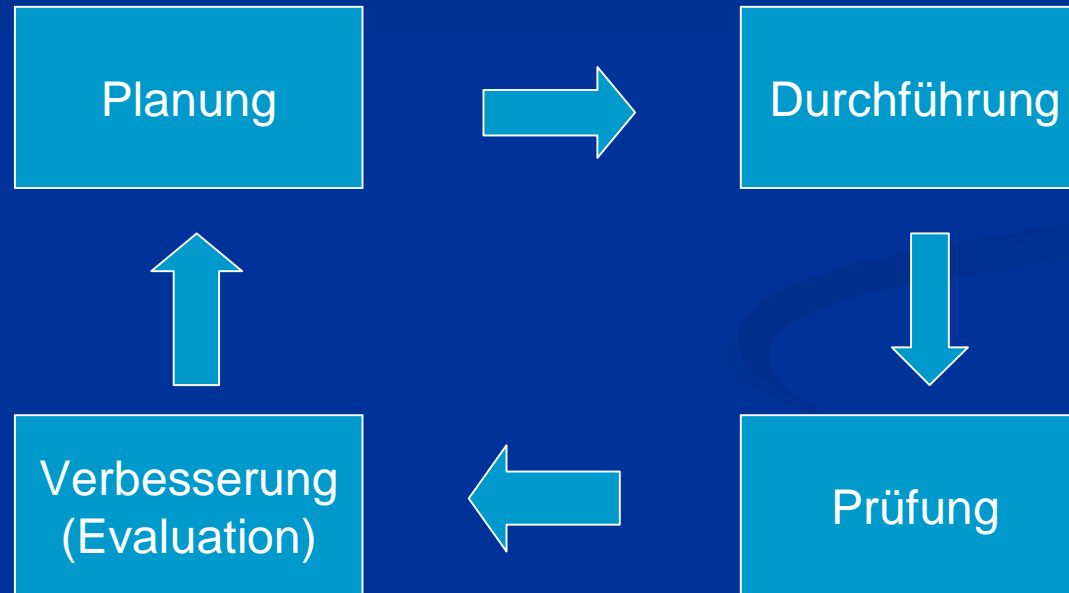 Planung
Durchführung
Verbesserung
(Evaluation)
Prüfung